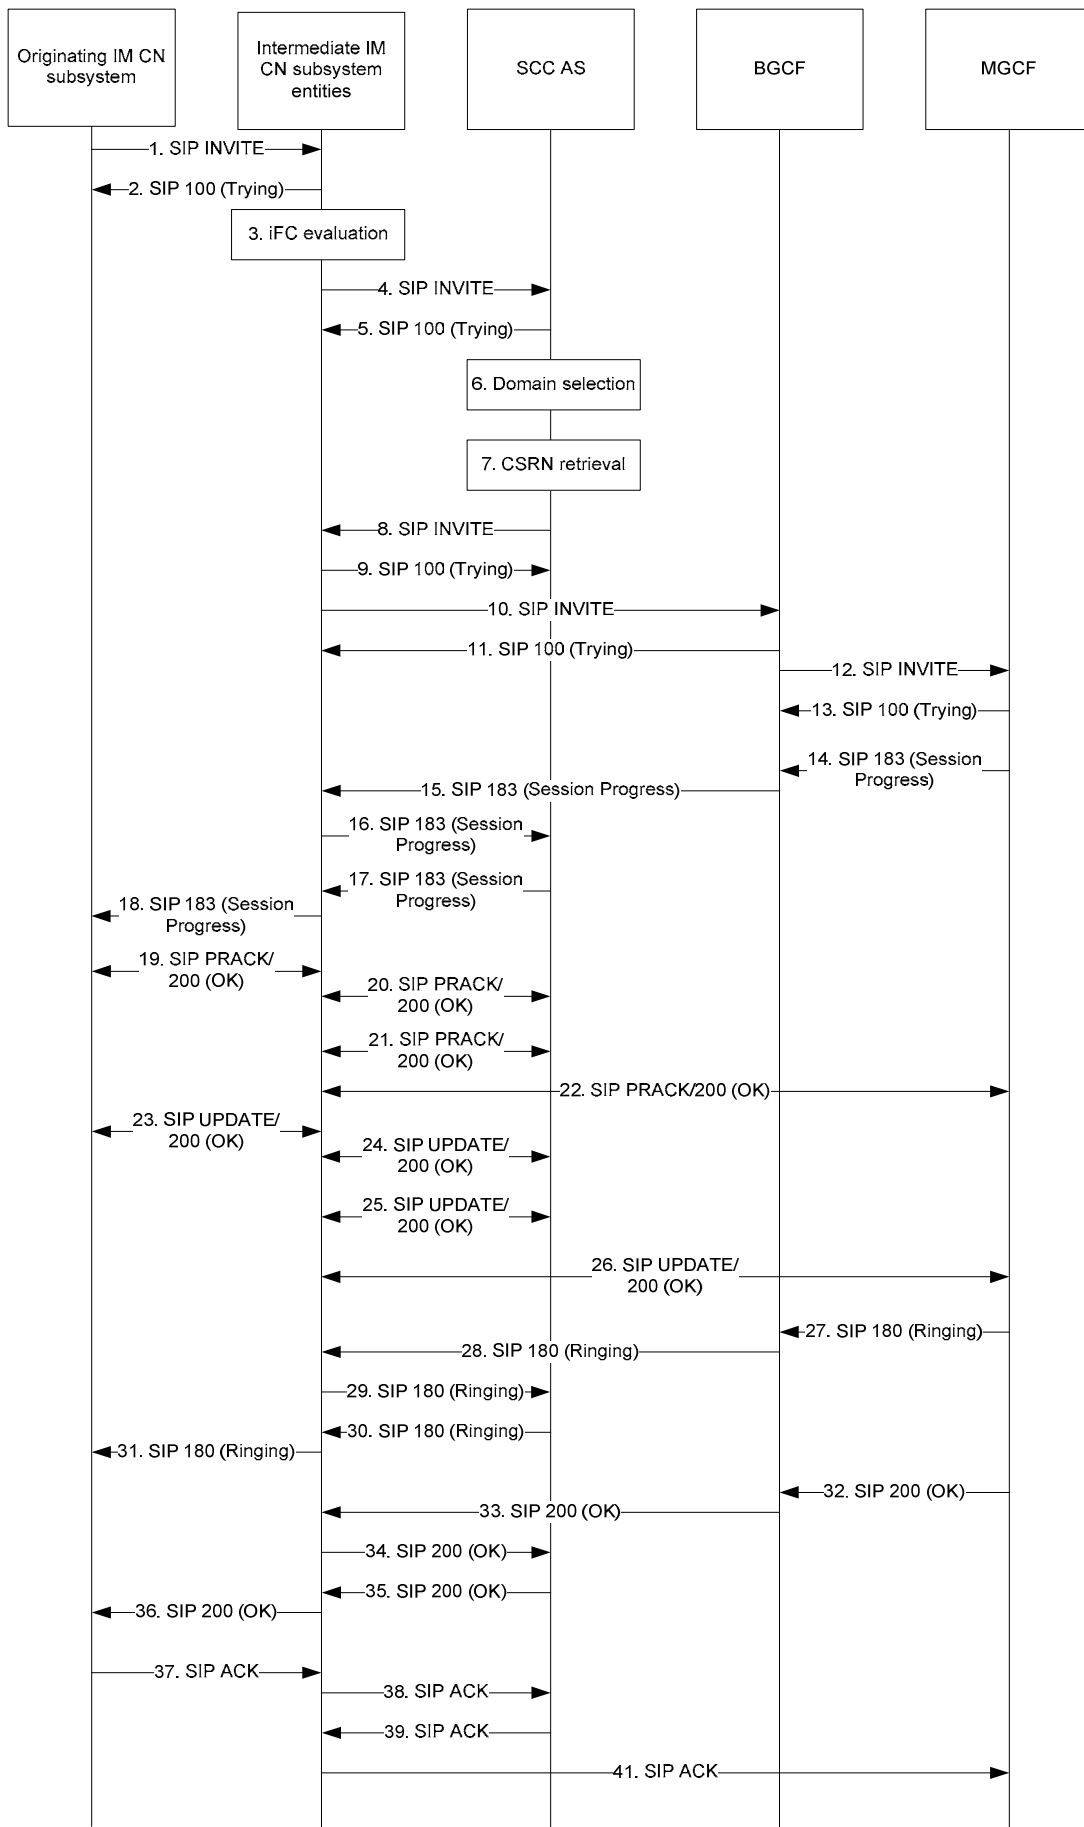 Originating IM CN
subsystem
Intermediate IM
CN subsystem
entities
SCC AS
BGCF
MGCF
1. SIP INVITE
2. SIP 100 (Trying)
3. iFC evaluation
4. SIP INVITE
5. SIP 100 (Trying)
6. Domain selection
7. CSRN retrieval
8. SIP INVITE
9. SIP 100 (Trying)
10. SIP INVITE
11. SIP 100 (Trying)
12. SIP INVITE
13. SIP 100 (Trying)
14. SIP 183 (Session
Progress)
15. SIP 183 (Session Progress)
16. SIP 183 (Session
Progress)
17. SIP 183 (Session
Progress)
18. SIP 183 (Session
Progress)
19. SIP PRACK/
200 (OK)
20. SIP PRACK/
200 (OK)
21. SIP PRACK/
200 (OK)
22. SIP PRACK/200 (OK)
23. SIP UPDATE/
200 (OK)
24. SIP UPDATE/
200 (OK)
25. SIP UPDATE/
200 (OK)
26. SIP UPDATE/
200 (OK)
27. SIP 180 (Ringing)
28. SIP 180 (Ringing)
29. SIP 180 (Ringing)
30. SIP 180 (Ringing)
31. SIP 180 (Ringing)
32. SIP 200 (OK)
33. SIP 200 (OK)
34. SIP 200 (OK)
35. SIP 200 (OK)
36. SIP 200 (OK)
37. SIP ACK
38. SIP ACK
39. SIP ACK
41. SIP ACK